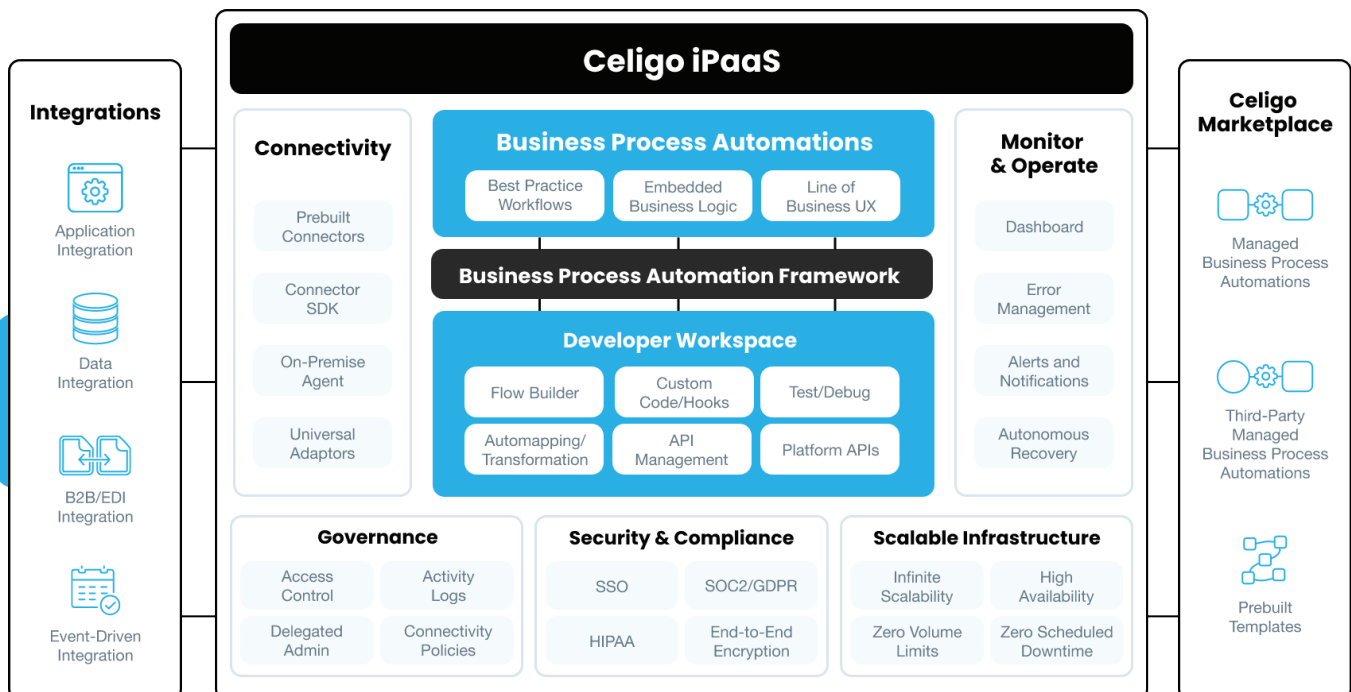 Celigo iPaaS
Integrations
Application
Integration
Data
Integration
B2B/EDI
Integration
Event-Driven
Integration
Connectivity
Prebuilt
Connectors
Connector
SDK
On-Premise
Agent
Universal
Adaptors
Business Process Automations
Best Practice
Workflows
Embedded
Business Logic
Line of
Business UX
Business Process Automation Framework
Developer Workspace
Flow Builder
Custom
Code/Hooks
Test/Debug
Automapping/
Transformation
API
Management
Platform APIs
Monitor
& Operate
Dashboard
Error
Management
Alerts and
Notifications
Autonomous
Recovery
Governance
Access
Control
Activity
Logs
Delegated
Admin
Connectivity
Policies
Security & Compliance
SSO
SOC2/GDPR
HIPAA
End-to-End
Encryption
Scalable Infrastructure
Infinite
Scalability
High
Availability
Zero Volume
Limits
Zero Scheduled
Downtime
Celigo
Marketplace
Managed
Business Process
Automations
Third-Party
Managed
Business Process
Automations
Prebuilt
Templates